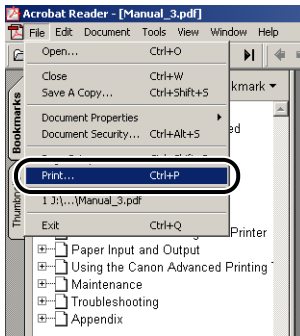 Acrobat Reader - [Manual_3.pdf]
File Edit Document Tools View Window Help
Open... Ctrl+O
Close Ctrl+W
Save A Copy... Ctrl+Shift+S
kmark
Document Properties
Document Security... Ctrl+Alt+S
ed
Bookmarks
Print... Ctrl+P
Thumbn
1 J:\...\Manual_3.pdf
Exit Ctrl+Q
Printer
Paper Input and Output
Using the Canon Advanced Printing
Maintenance
Troubleshooting
Appendix